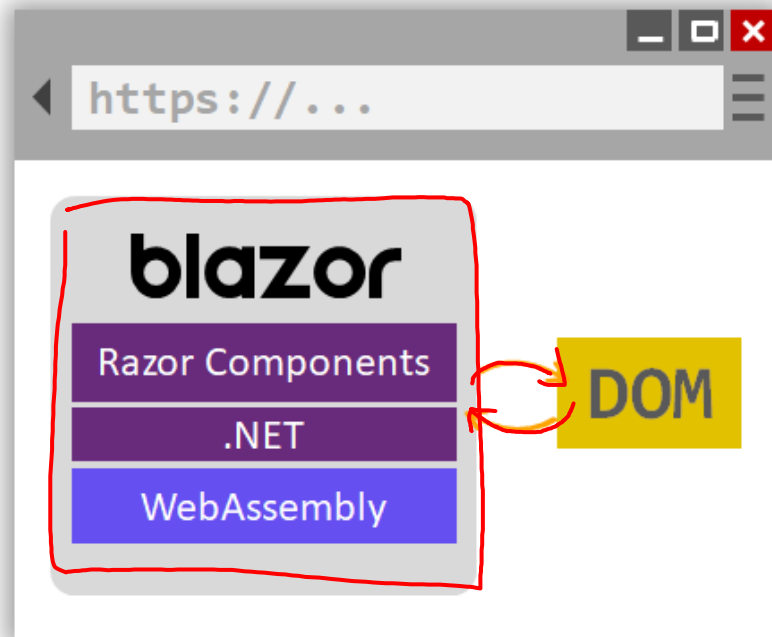 https://...
blazor
Razor Components
.NET
WebAssembly
DOM